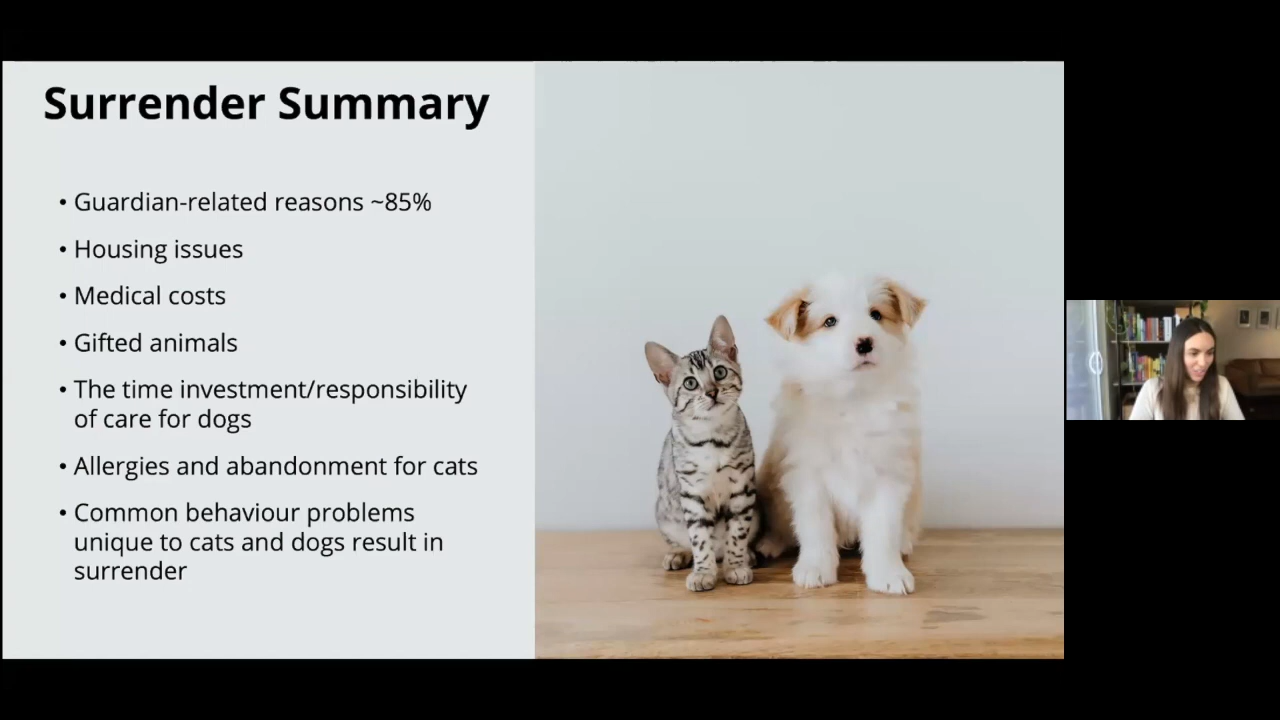 Surrender Summary
• Guardian-related reasons ~85%
• Housing issues
• Medical costs
• Gifted animals
• The time investment/responsibility
of care for dogs
• Allergies and abandonment for cats
• Common behaviour problems
unique to cats and dogs result in
surrender